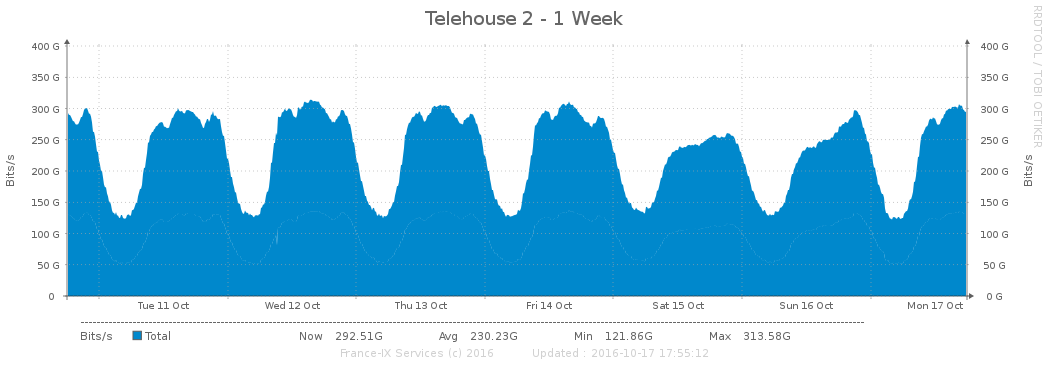 Telehouse 2 - 1 Week
RRDTOOL / TOBI OETIKER
400 G 400 G
350 G 350 G
300 G 300 G
250 G 250 G
200 G 200 G
150 G 150 G
100 G 100 G
50 G 50 G
0 0 G
Bits/s
Bits/s
Tue 11 Oct Wed 12 Oct Thu 13 Oct Fri 14 Oct Sat 15 Oct Sun 16 Oct Mon 17 Oct
Bits/s Total Now 292.51G Avg 230.23G Min 121.86G Max 313.58G
France-IX Services (c) 2016 Updated : 2016-10-17 17:55:12